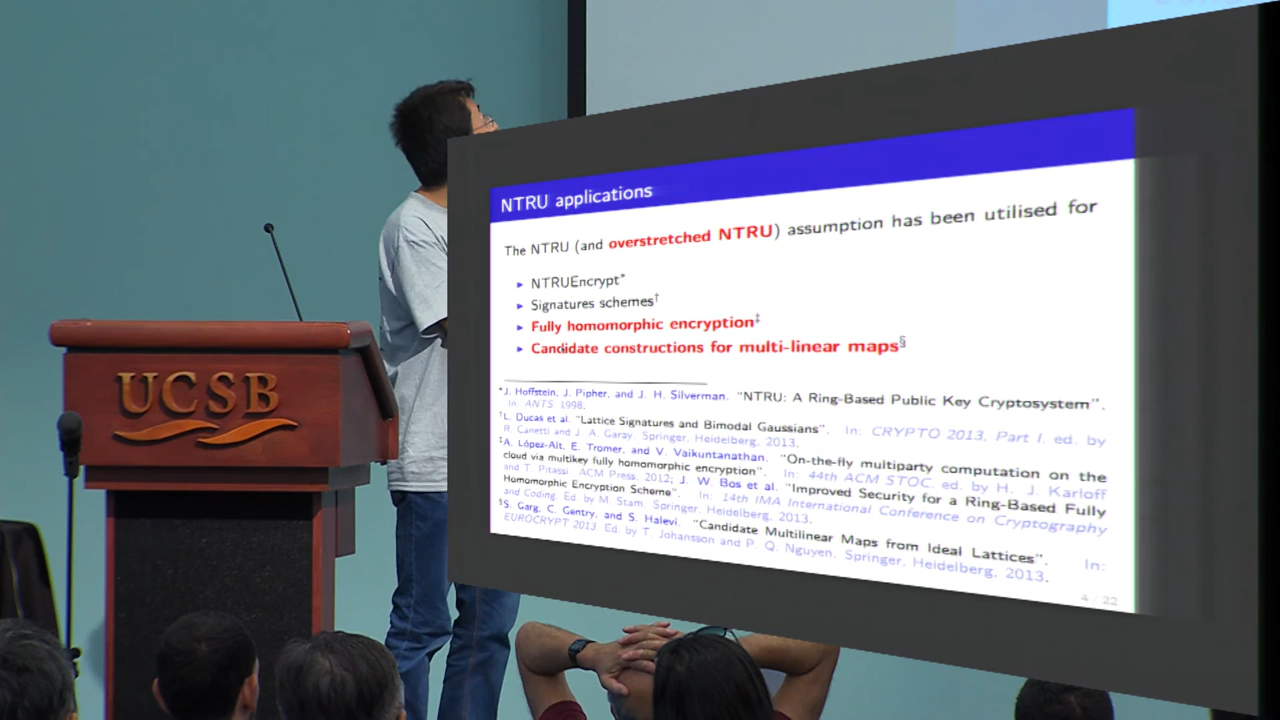 UCSB
NTRU applications
The NTRU (and overstretched NTRU) assumption has been utilised for
▸ NTRUEncrypt*
▸ Signatures schemes†
▸ Fully homomorphic encryption‡
▸ Candidate constructions for multi-linear maps§
*J. Hoffstein, J. Pipher, and J. H. Silverman. "NTRU: A Ring-Based Public Key Cryptosystem".
In: ANTS. 1998.
†L. Ducas et al. "Lattice Signatures and Bimodal Gaussians". In: CRYPTO 2013, Part I. ed. by
R. Canetti and J. A. Garay. Springer, Heidelberg, 2013.
‡A. López-Alt, E. Tromer, and V. Vaikuntanathan. "On-the-fly multiparty computation on the
cloud via multikey fully homomorphic encryption". In: 44th ACM STOC. ed. by H. J. Karloff
and T. Pitassi. ACM Press, 2012; J. W. Bos et al. "Improved Security for a Ring-Based Fully
Homomorphic Encryption Scheme". In: 14th IMA International Conference on Cryptography
and Coding. Ed. by M. Stam. Springer, Heidelberg, 2013.
§S. Garg, C. Gentry, and S. Halevi. "Candidate Multilinear Maps from Ideal Lattices". In:
EUROCRYPT 2013. Ed. by T. Johansson and P. Q. Nguyen. Springer, Heidelberg, 2013.
4 / 22